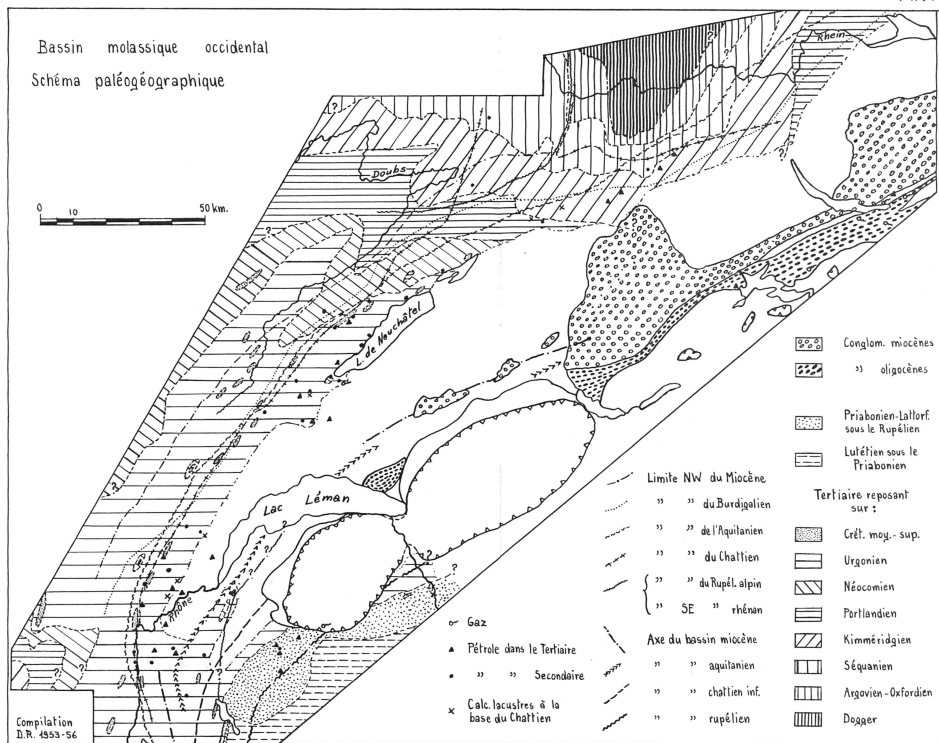 Bassin molassique occidental
Schéma paléogéographique
0 10 50 km.
Rhein
Doubs
L. de Neuchâtel
Lac Léman
Rhône
Conglom. miocènes
" oligocènes
Priabonien-Lattorf.
sous le Rupélien
Lutétien sous le
Priabonien
Tertiaire reposant
sur :
Crét. moy.-sup.
Urgonien
Néocomien
Portlandien
Kimméridgien
Séquanien
Argovien-Oxfordien
Dogger
Limite NW du Miocène
" " du Burdigalien
" " de l'Aquitanien
" " du Chattien
" " du Rupél. alpin
" SE " rhénan
Axe du bassin miocène
" " aquitanien
" " chattien inf.
" " rupélien
Gaz
Pétrole dans le Tertiaire
" " Secondaire
Calc. lacustres à la
base du Chattien
Compilation
D.R. 1953-56